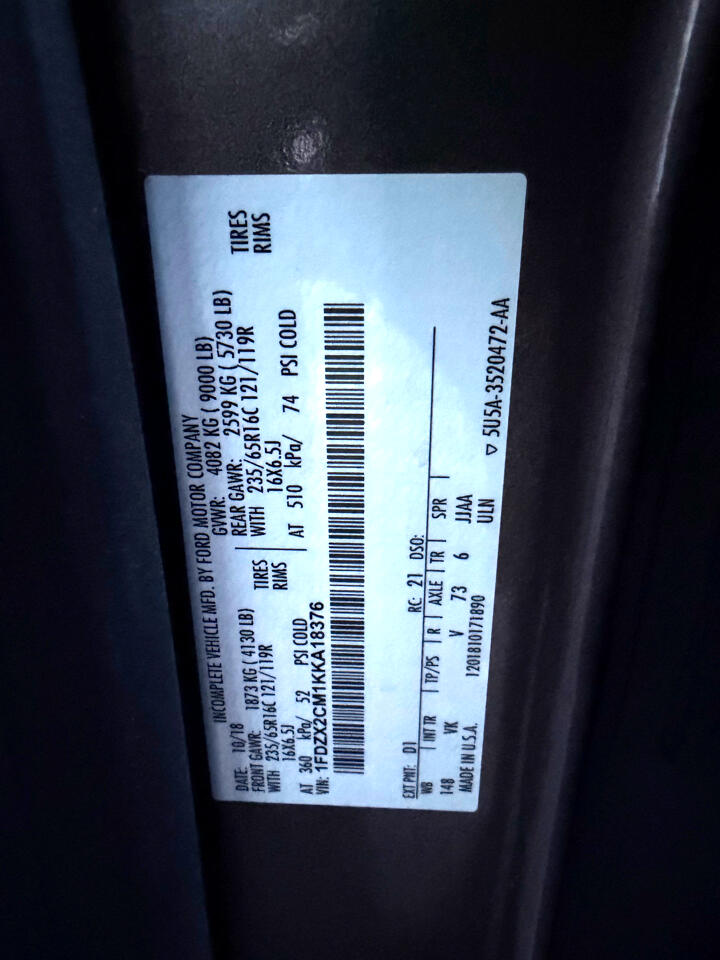 INCOMPLETE VEHICLE MFD. BY FORD MOTOR COMPANY
DATE: 10/18 GVWR: 4082 KG ( 9000 LB)
FRONT GAWR: 1873 KG ( 4130 LB) REAR GAWR: 2599 KG ( 5730 LB)
WITH 235/65R16C 121/119R TIRES WITH 235/65R16C 121/119R TIRES
16X6.5J RIMS 16X6.5J RIMS
AT 360 kPa/ 52 PSI COLD AT 510 kPa/ 74 PSI COLD
VIN: 1FDZX2CM1KKA18376
EXT PNT: D1 RC: 21 DSO:
WB INT TR TP/PS R AXLE TR SPR
148 VK V 73 6 JJAA
MADE IN U.S.A. 1201810171890 ULN
▽ 5U5A-3520472-AA